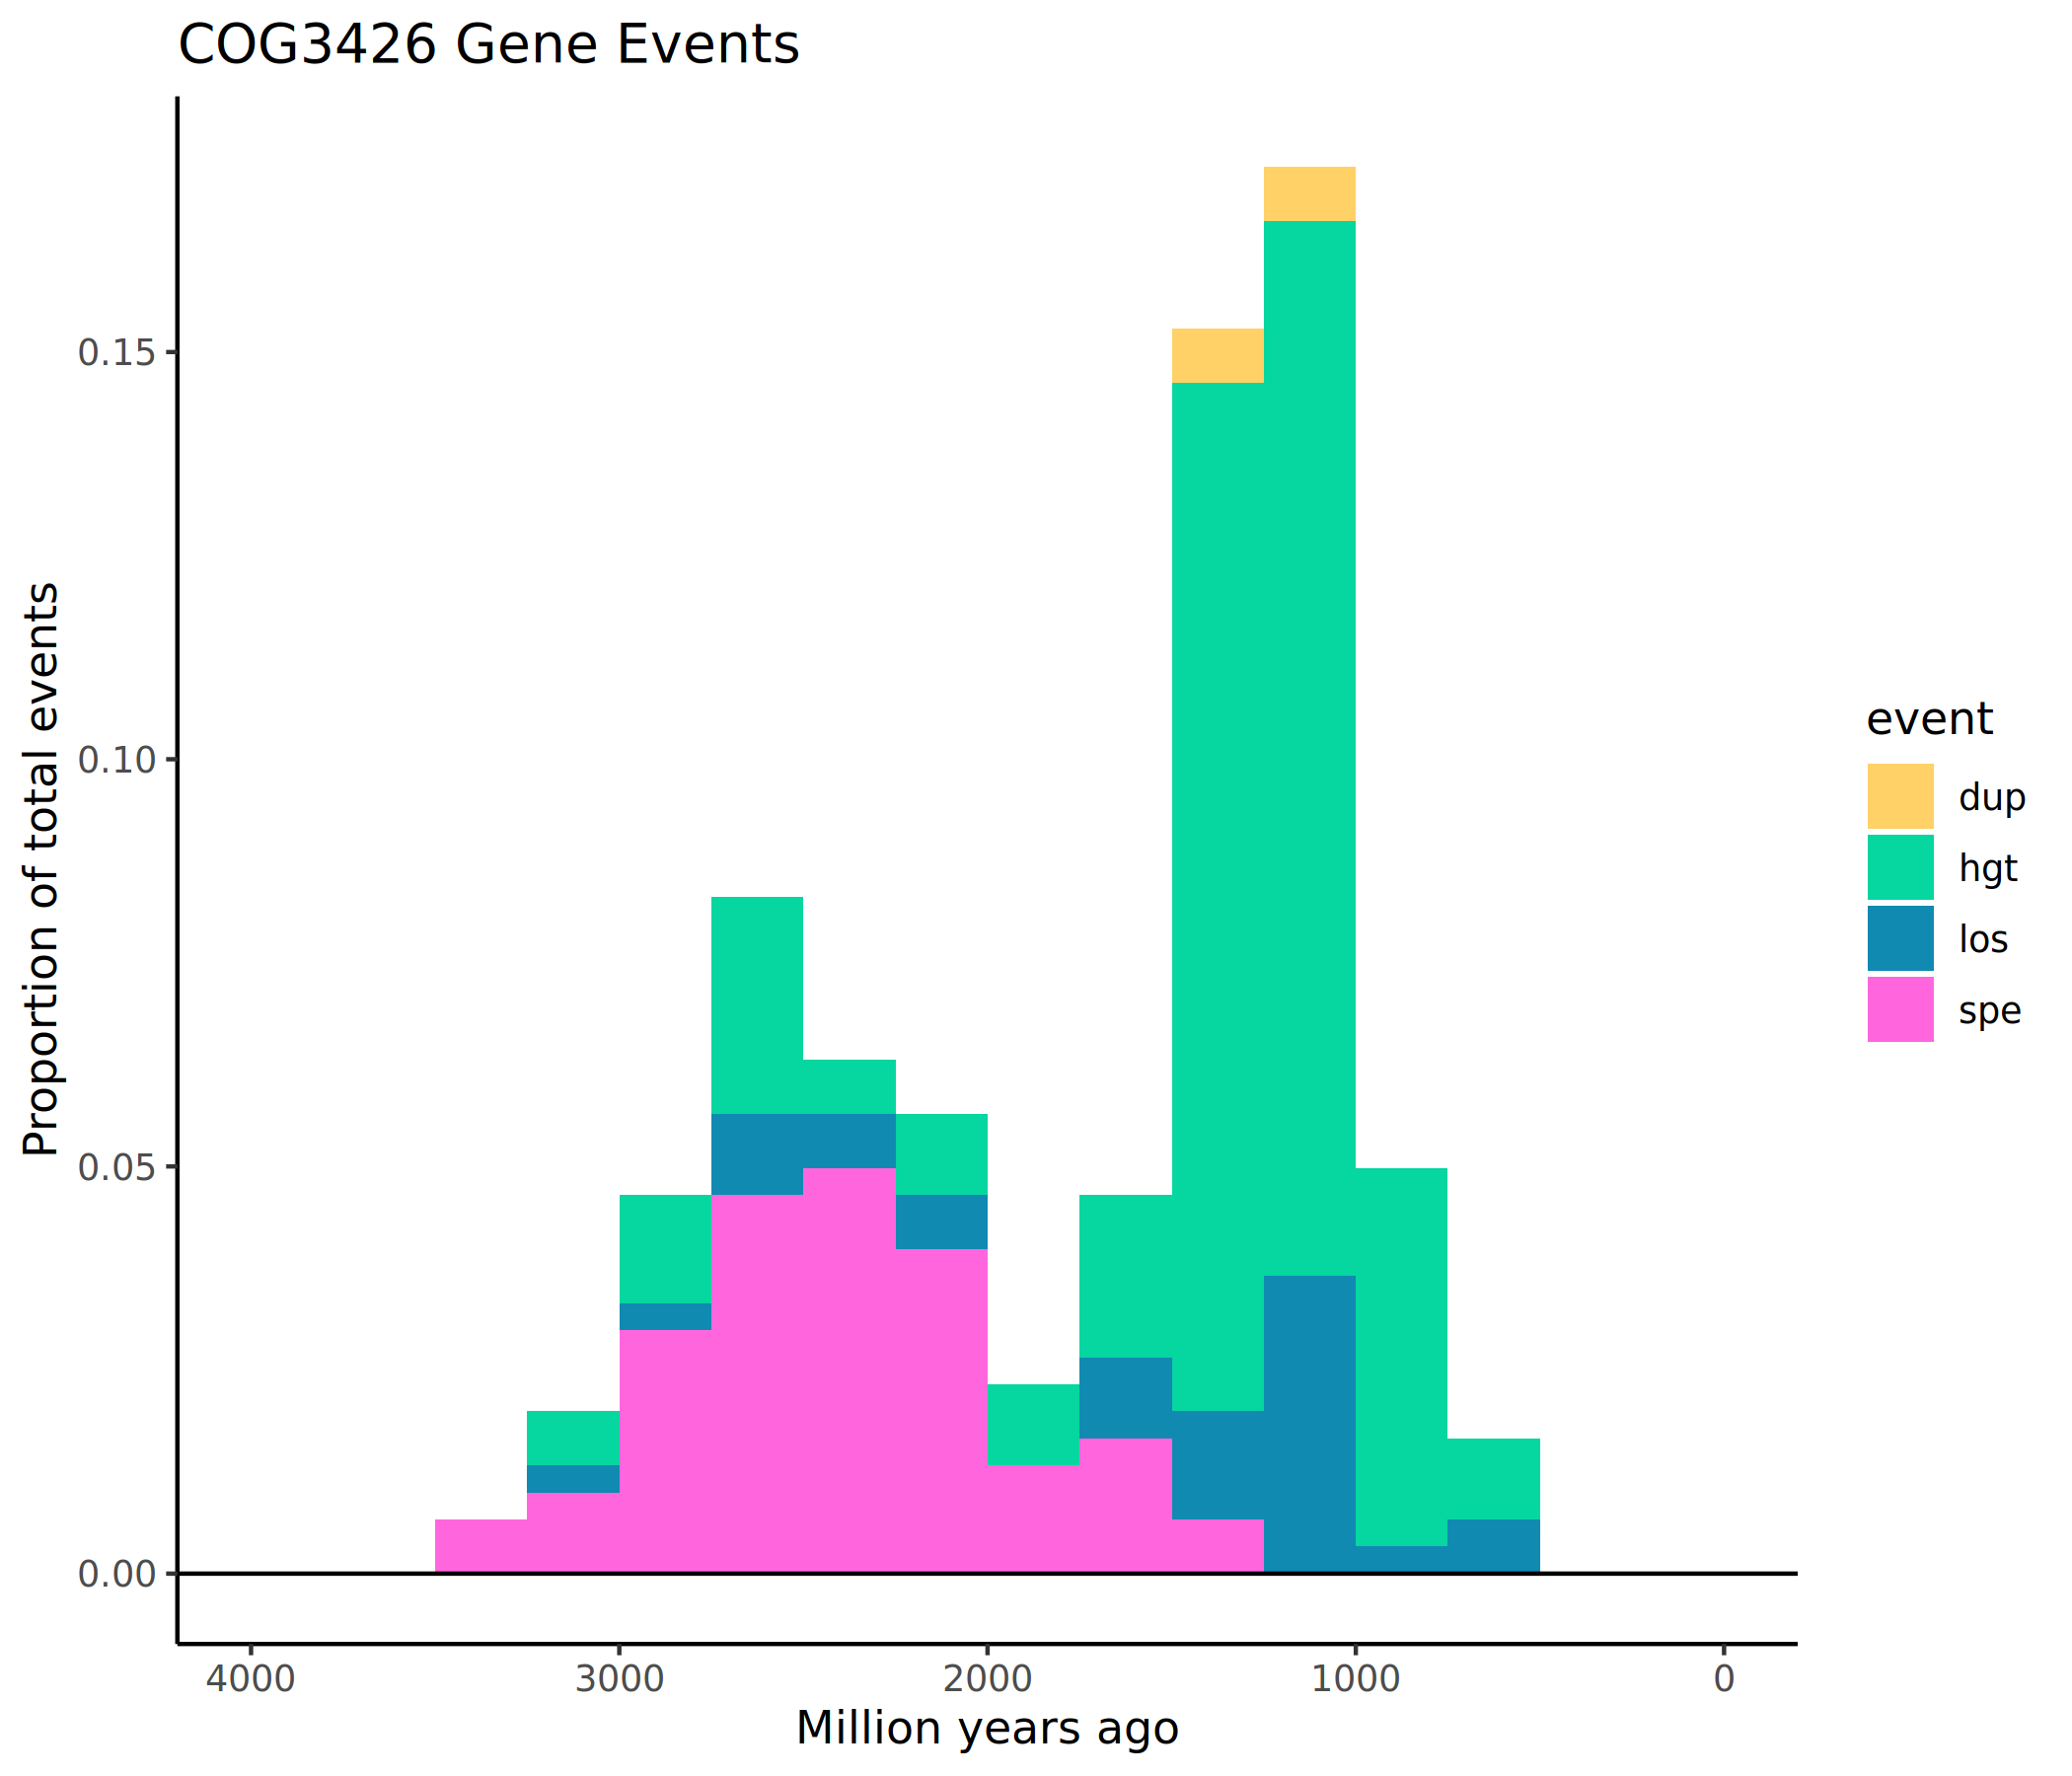 COG3426 Gene Events
Proportion of total events
0.15
0.10
0.05
0.00
4000 3000 2000 1000 0
Million years ago
event
dup
hgt
los
spe